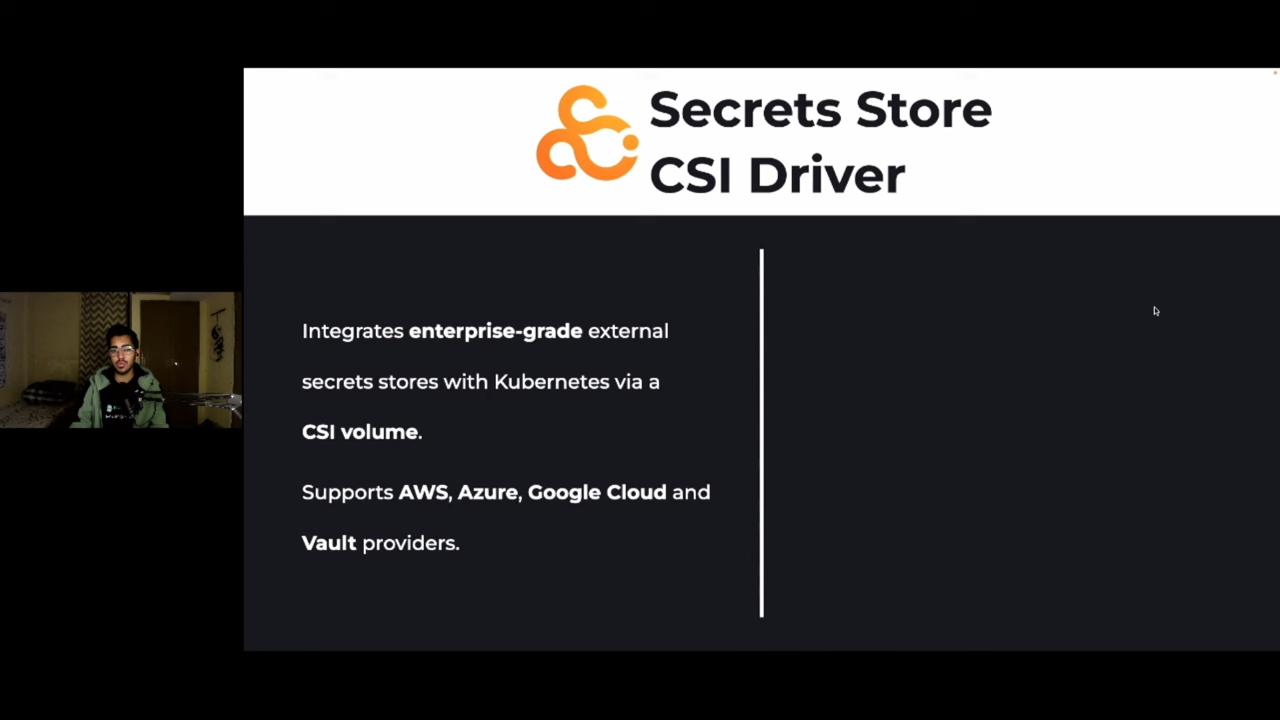 Secrets Store
CSI Driver
Integrates enterprise-grade external
secrets stores with Kubernetes via a
CSI volume.
Supports AWS, Azure, Google Cloud and
Vault providers.